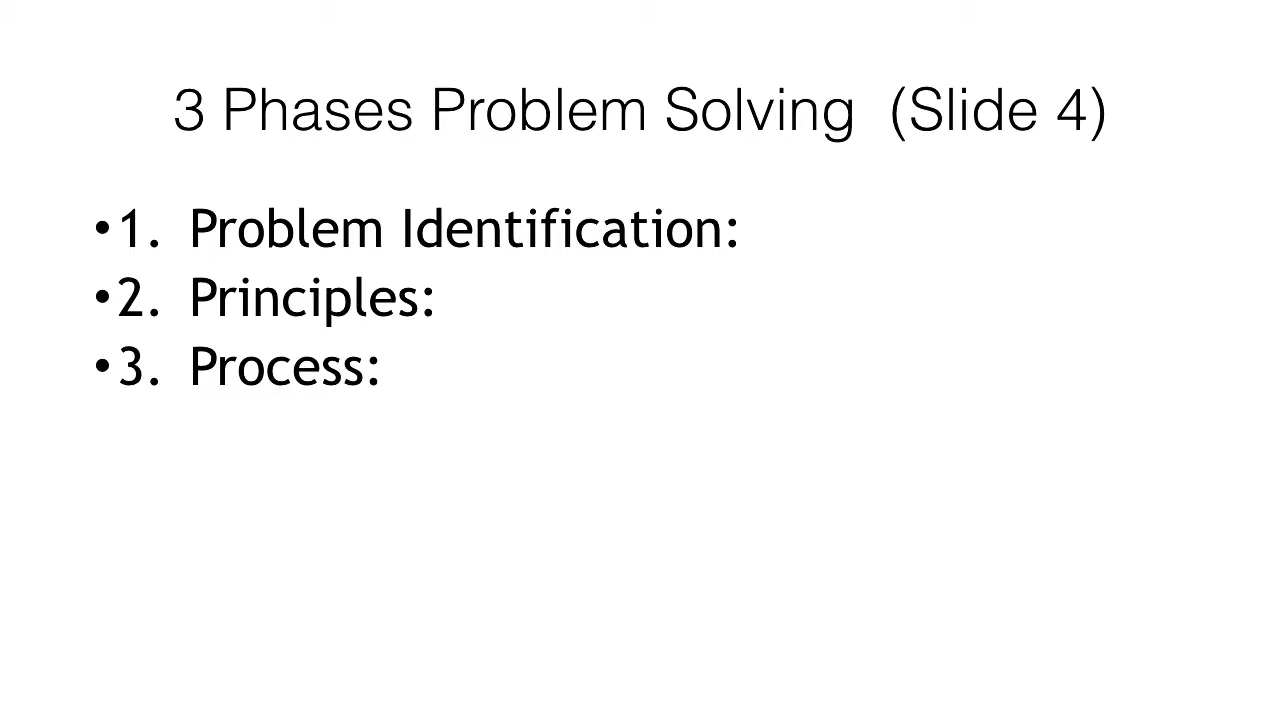 3 Phases Problem Solving  (Slide 4)
•1. Problem Identification:
•2. Principles:
•3. Process: